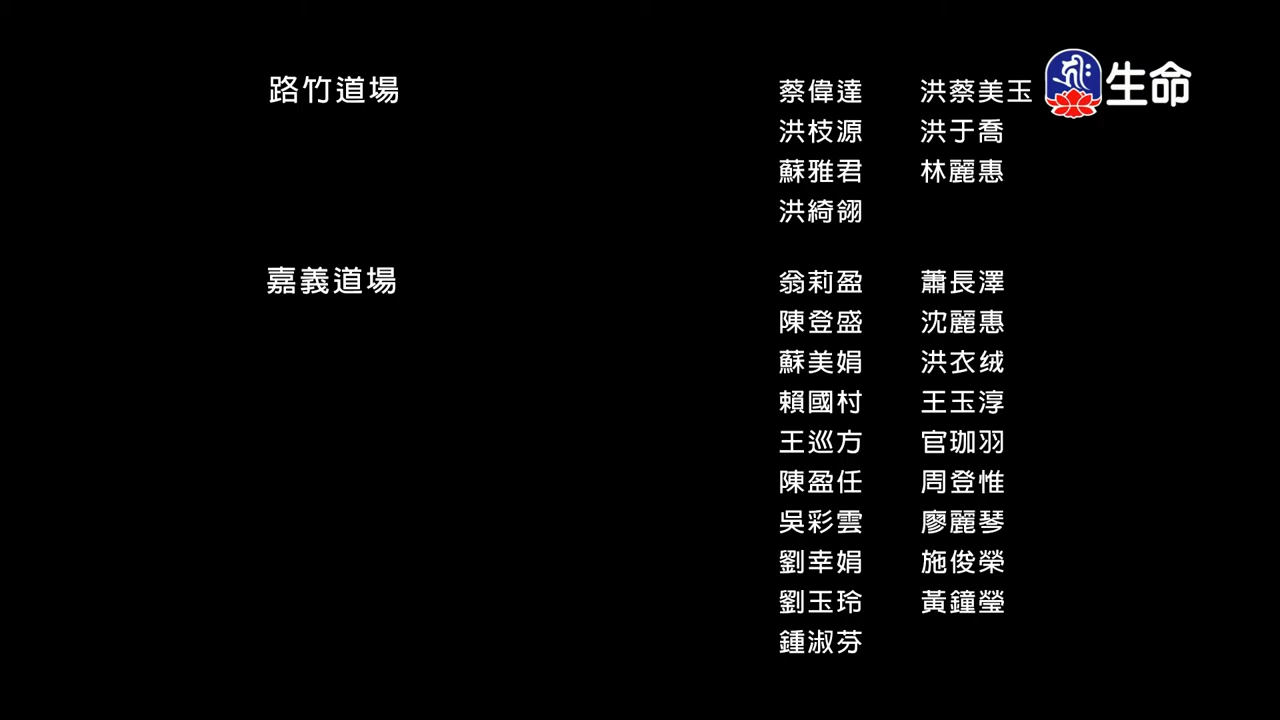 路竹道場 蔡偉達 洪蔡美玉 生命
洪枝源 洪于喬
蘇雅君 林麗惠
洪綺翎
嘉義道場 翁莉盈 蕭長澤
陳登盛 沈麗惠
蘇美娟 洪衣绒
賴國村 王玉淳
王巡方 官珈羽
陳盈任 周登惟
吳彩雲 廖麗琴
劉幸娟 施俊榮
劉玉玲 黃鐘瑩
鍾淑芬